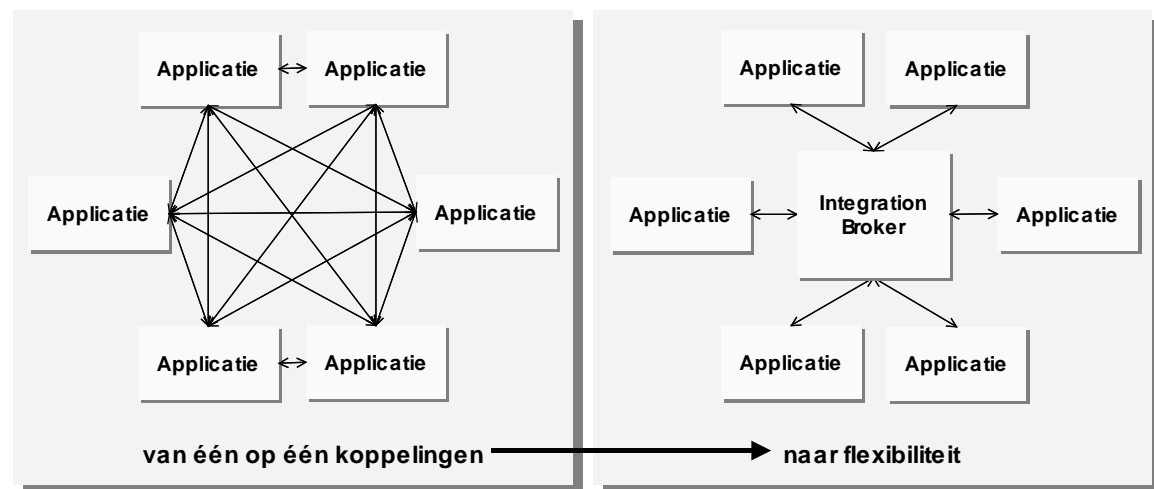 Applicatie
Applicatie
Applicatie
Applicatie
Applicatie
Applicatie
van één op één koppelingen
Applicatie
Applicatie
Applicatie
Integration
Broker
Applicatie
Applicatie
Applicatie
naar flexibiliteit